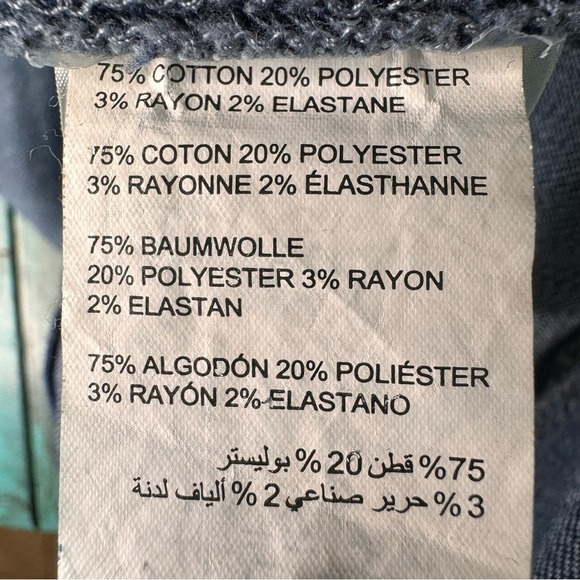 75% COTTON 20% POLYESTER
3% RAYON 2% ELASTANE
75% COTON 20% POLYESTER
3% RAYONNE 2% ÉLASTHANNE
75% BAUMWOLLE
20% POLYESTER 3% RAYON
2% ELASTAN
75% ALGODÓN 20% POLIÉSTER
3% RAYÓN 2% ELASTANO
75% قطن 20% بوليستر
3% حرير صناعي 2% ألياف لدنة